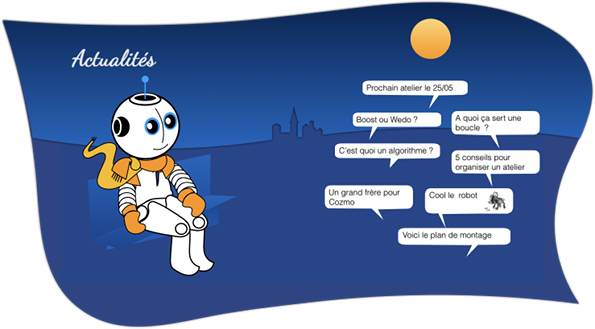 Actualités
Prochain atelier le 25/05
Boost ou Wedo ?
A quoi ça sert une
boucle ?
C'est quoi un algorithme ?
5 conseils pour
organiser un atelier
Un grand frère pour
Cozmo
Cool le robot
Voici le plan de montage